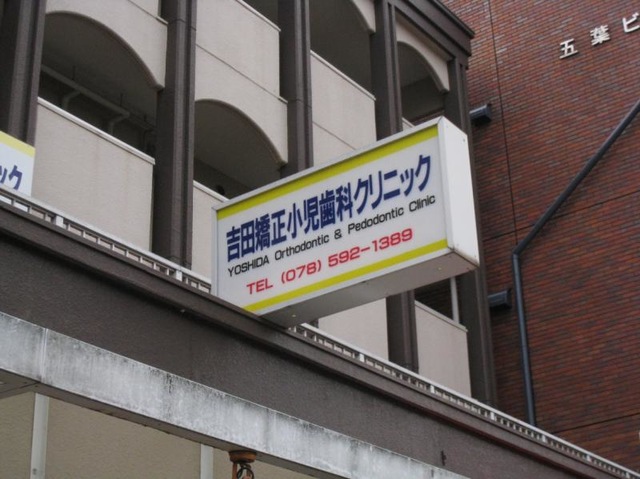 五葉ビ
吉田矯正小児歯科クリニック
YOSHIDA Orthodontic & Pedodontic Clinic
TEL (078) 592-1389
ック